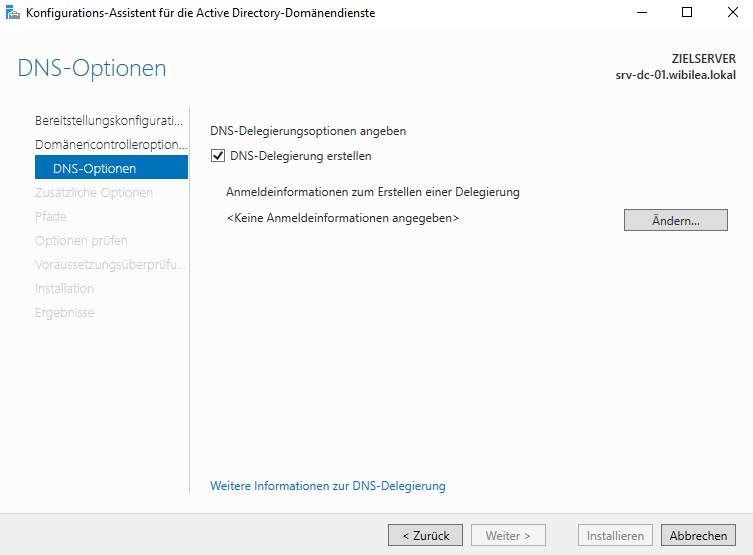 Konfigurations-Assistent für die Active Directory-Domänendienste
DNS-Optionen
ZIELSERVER
srv-dc-01.wibilea.lokal
Bereitstellungskonfigurati...
Domänencontrolleroption...
DNS-Optionen
Zusätzliche Optionen
Pfade
Optionen prüfen
Voraussetzungsüberprüfu...
Installation
Ergebnisse
DNS-Delegierungsoptionen angeben
DNS-Delegierung erstellen
Anmeldeinformationen zum Erstellen einer Delegierung
<Keine Anmeldeinformationen angegeben>
Ändern...
Weitere Informationen zur DNS-Delegierung
< Zurück
Weiter >
Installieren
Abbrechen